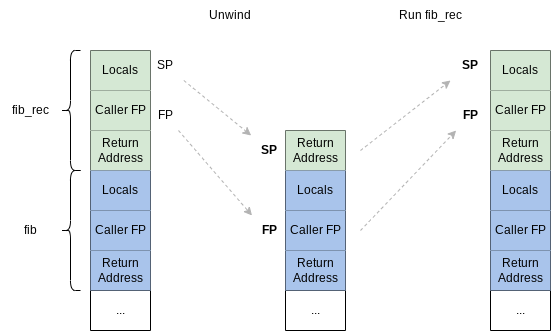 Unwind
Run fib_rec
fib_rec
Locals
Caller FP
Return
Address
SP
FP
fib
Locals
Caller FP
Return
Address
...
SP
Return
Address
Locals
FP
Caller FP
Return
Address
...
SP
Locals
FP
Caller FP
Return
Address
Locals
Caller FP
Return
Address
...